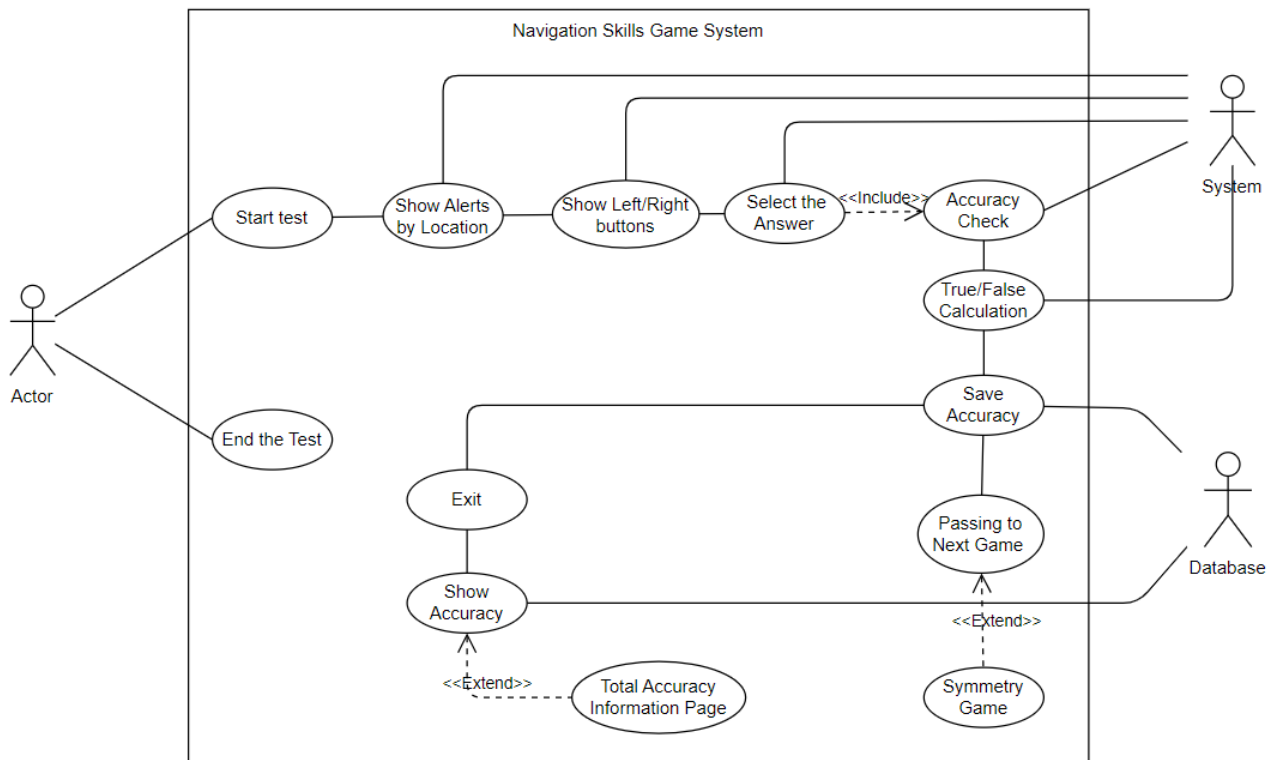 Navigation Skills Game System
System
Start test
Show Alerts
by Location
Show Left/Right
buttons
Select the
Answer
<<Include>>
Accuracy
Check
True/False
Calculation
Actor
Save
Accuracy
End the Test
Exit
Passing to
Next Game
Database
Show
Accuracy
<<Extend>>
<<Extend>>
Total Accuracy
Information Page
Symmetry
Game